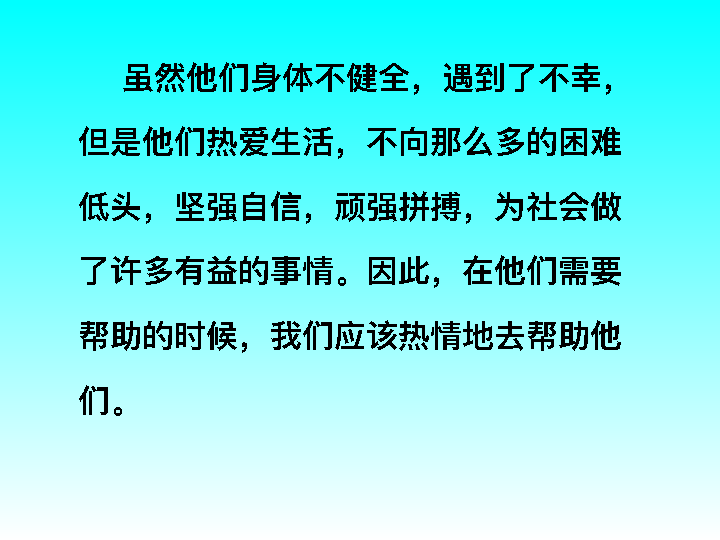 虽然他们身体不健全，遇到了不幸，
但是他们热爱生活，不向那么多的困难
低头，坚强自信，顽强拼搏，为社会做
了许多有益的事情。因此，在他们需要
帮助的时候，我们应该热情地去帮助他
们。